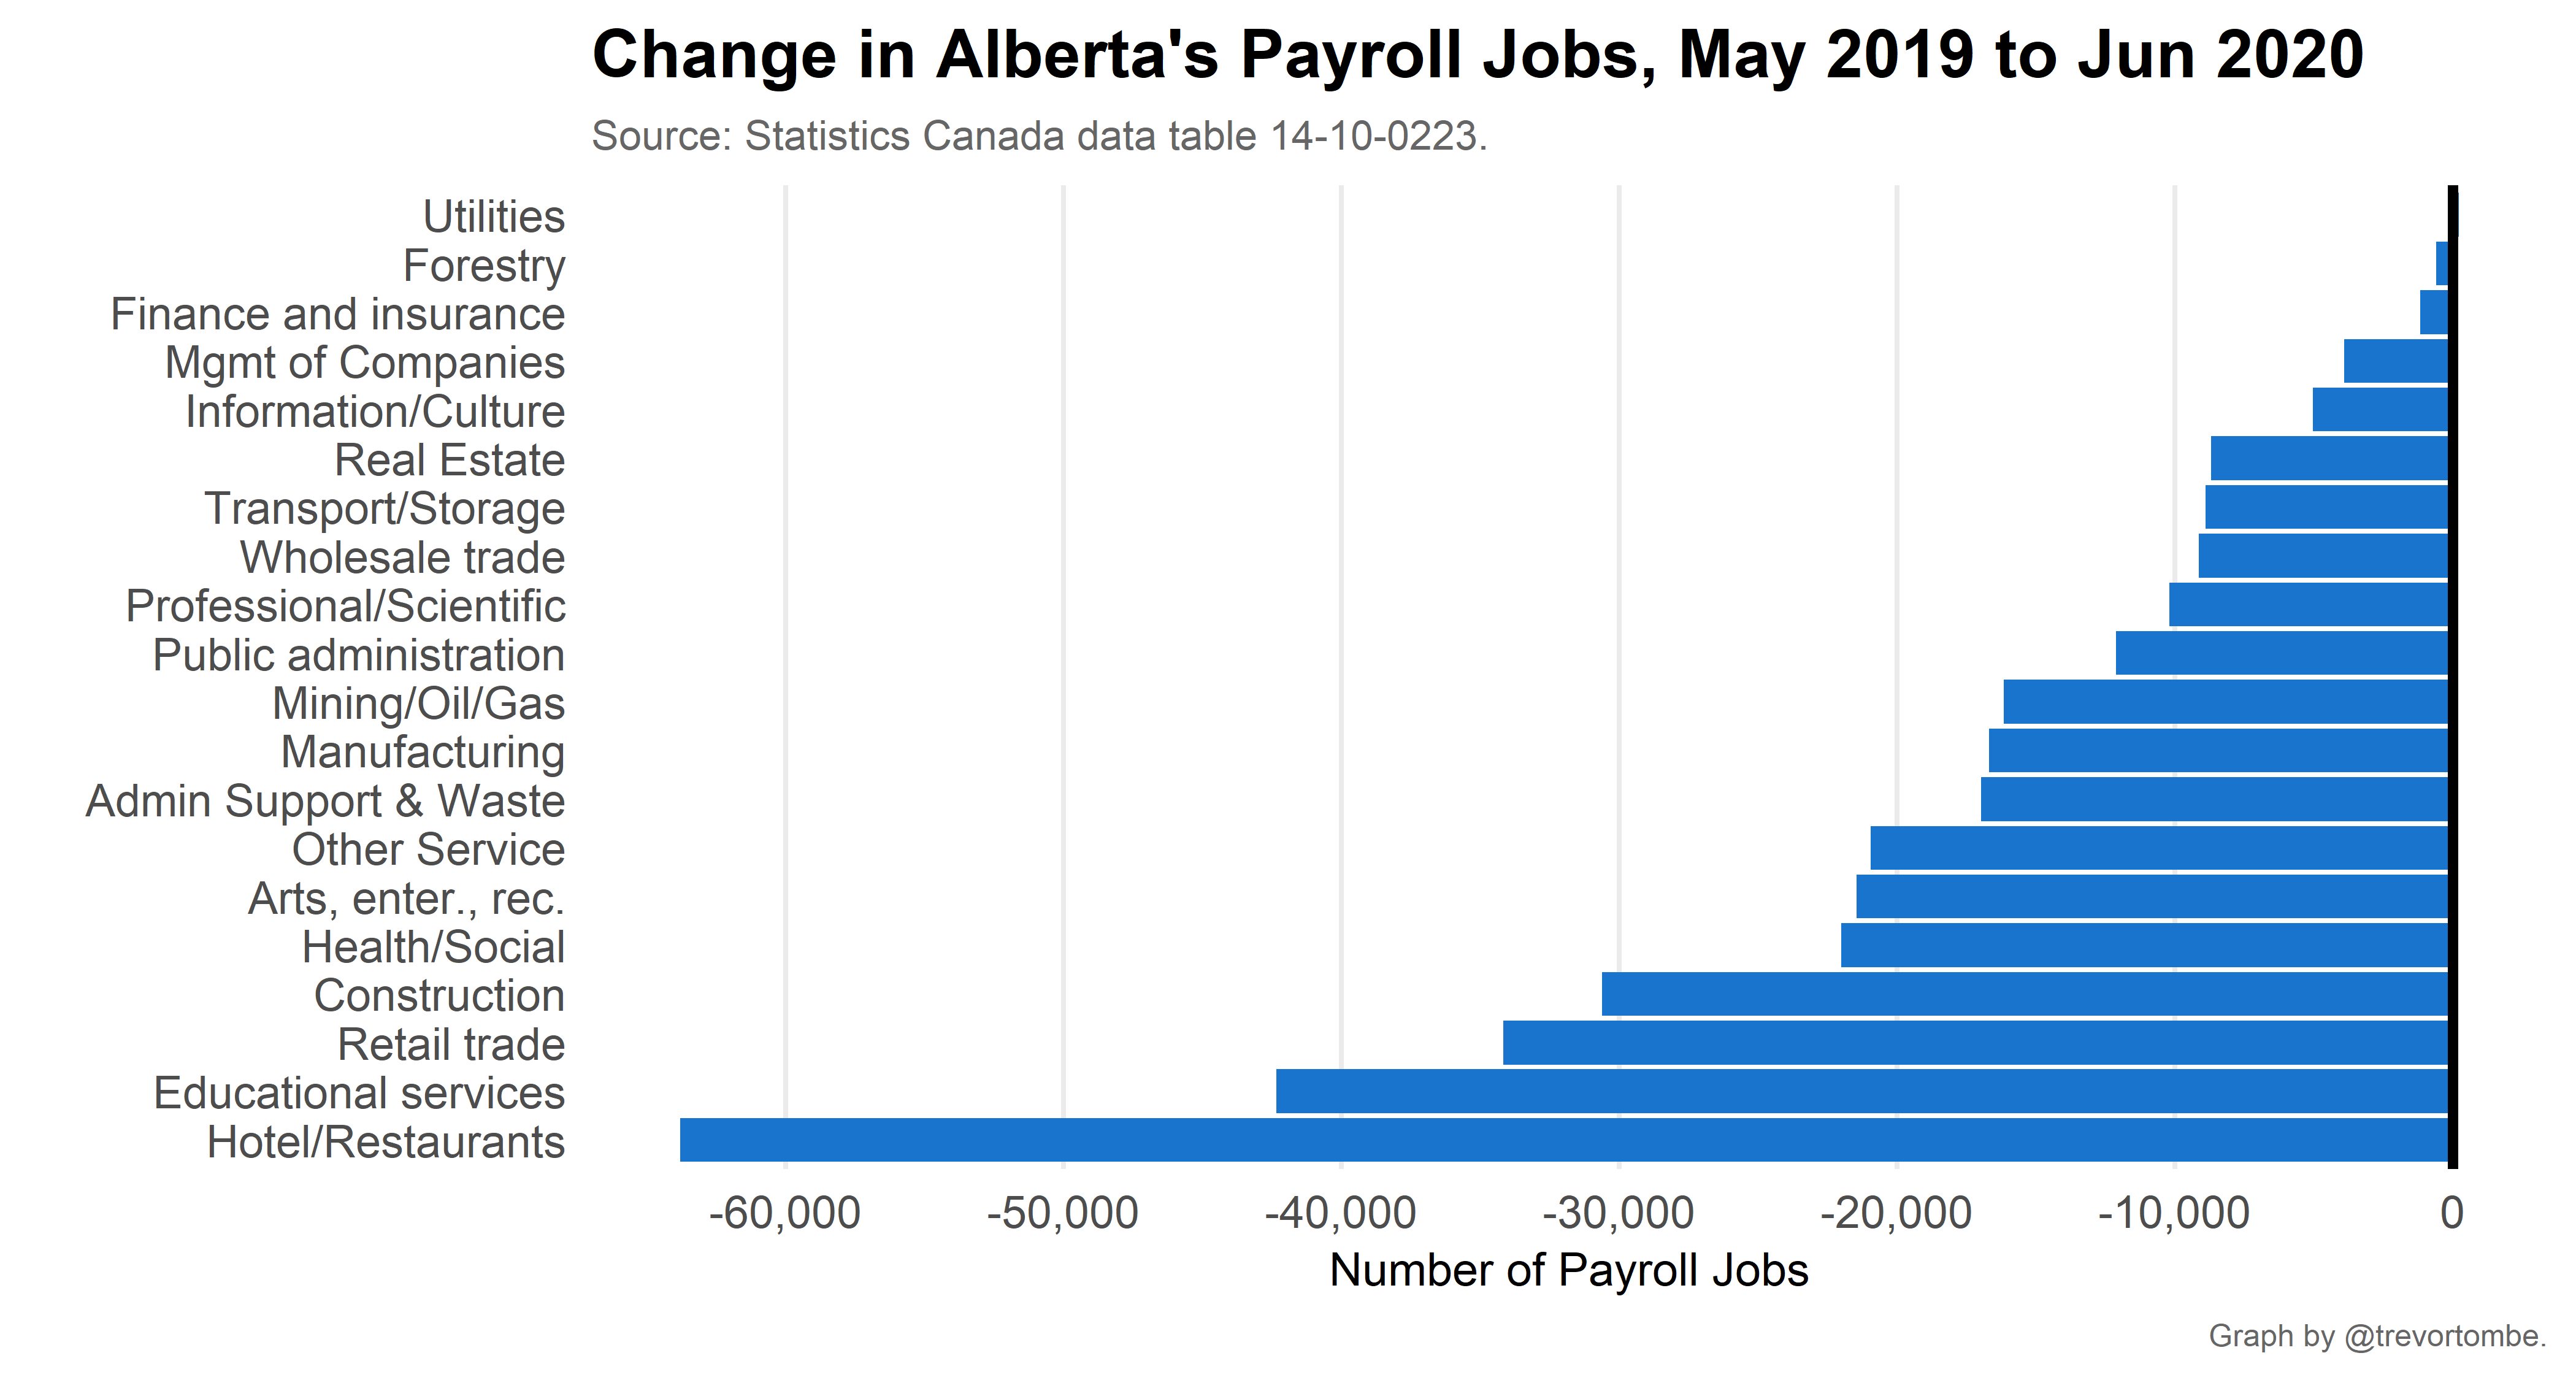 Change in Alberta's Payroll Jobs, May 2019 to Jun 2020
Source: Statistics Canada data table 14-10-0223.
Utilities
Forestry
Finance and insurance
Mgmt of Companies
Information/Culture
Real Estate
Transport/Storage
Wholesale trade
Professional/Scientific
Public administration
Mining/Oil/Gas
Manufacturing
Admin Support & Waste
Other Service
Arts, enter., rec.
Health/Social
Construction
Retail trade
Educational services
Hotel/Restaurants
-60,000 -50,000 -40,000 -30,000 -20,000 -10,000 0
Number of Payroll Jobs
Graph by @trevortombe.